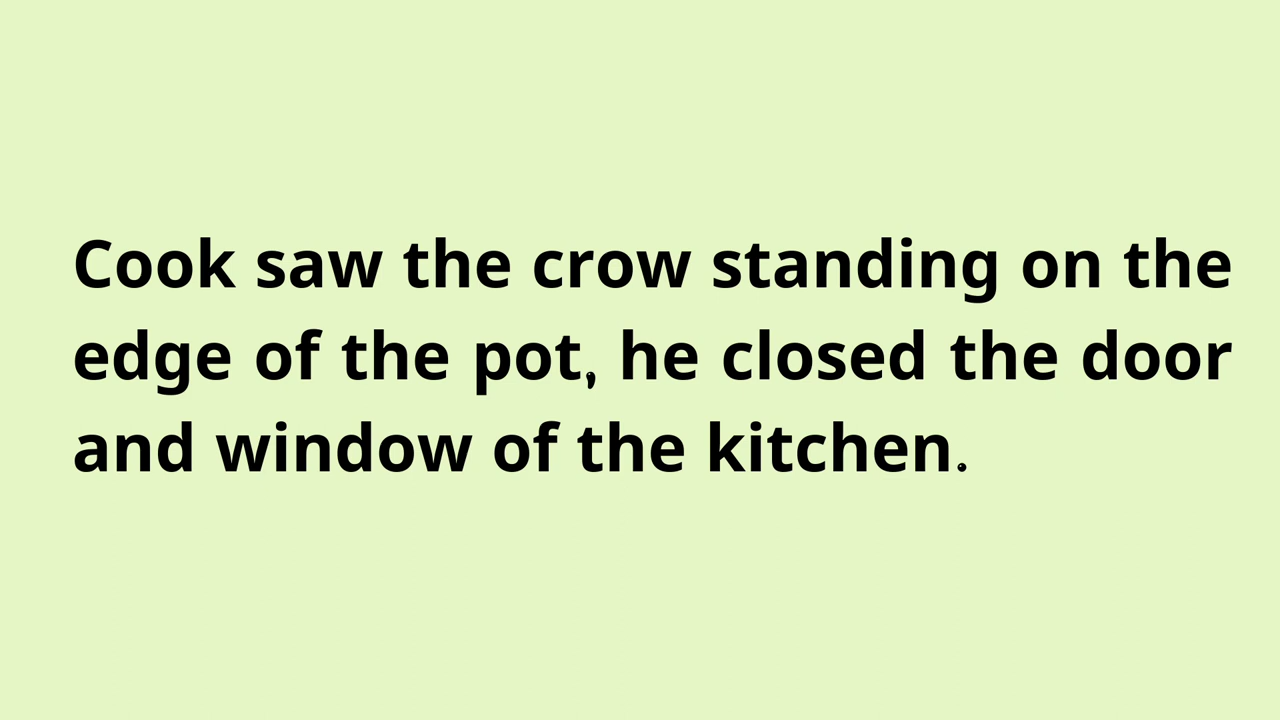 Cook saw the crow standing on the
edge of the pot, he closed the door
and window of the kitchen.